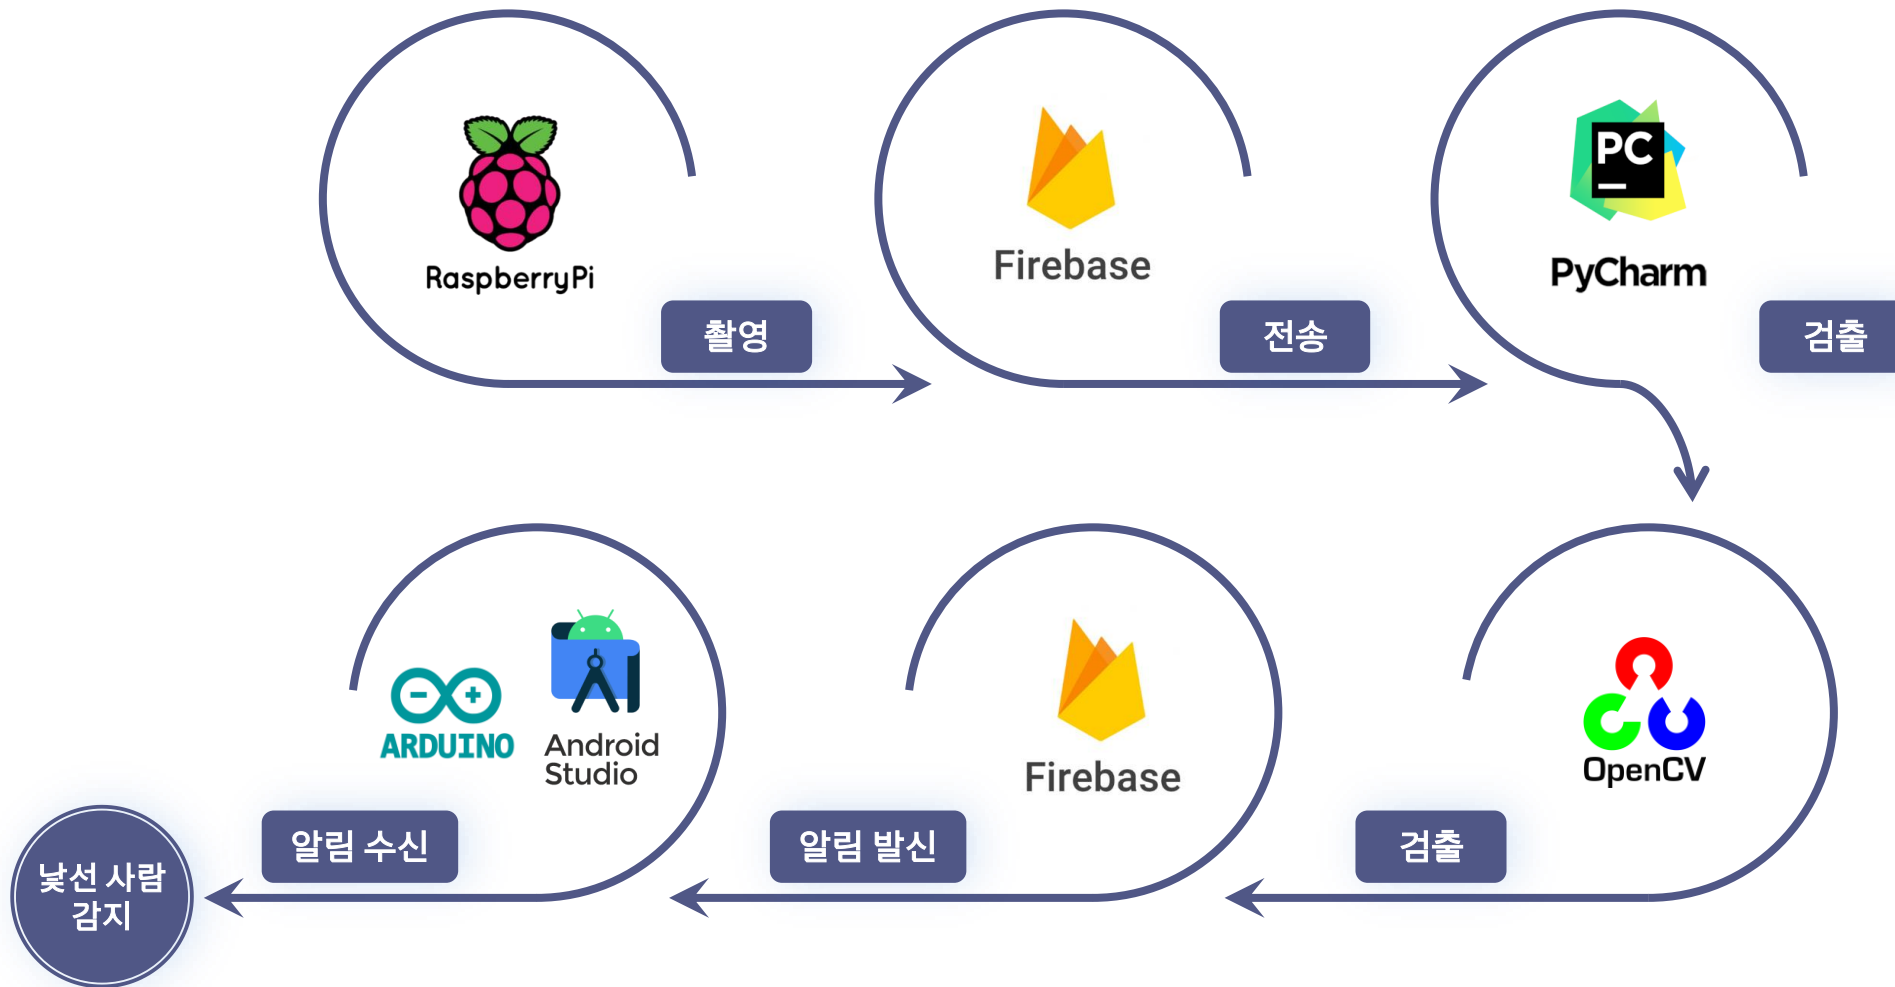 RaspberryPi
촬영
Firebase
전송
PC
PyCharm
검출
ARDUINO
Android
Studio
알림 수신
Firebase
알림 발신
OpenCV
검출
낯선 사람
감지